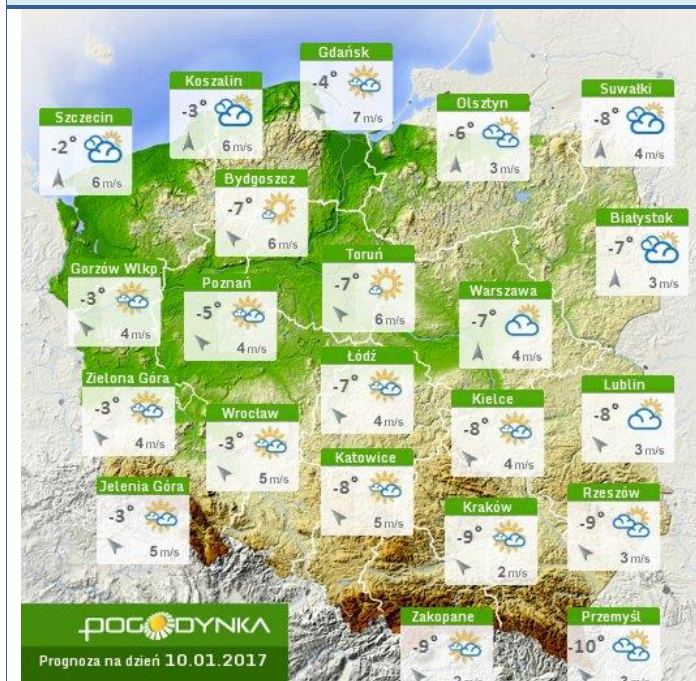 Gdańsk
-4°
7 m/s
Koszalin
-3°
6 m/s
Suwałki
-8°
4 m/s
Olsztyn
-6°
3 m/s
Szczecin
-2°
6 m/s
Bydgoszcz
-7°
6 m/s
Białystok
-7°
3 m/s
Toruń
-7°
6 m/s
Gorzów Wlkp
-3°
4 m/s
Poznań
-5°
4 m/s
Warszawa
-7°
4 m/s
Łódź
-7°
4 m/s
Zielona Góra
-3°
4 m/s
Lublin
-8°
3 m/s
Kielce
-8°
4 m/s
Wrocław
-3°
5 m/s
Katowice
-8°
5 m/s
Jelenia Góra
-3°
5 m/s
Rzeszów
-9°
3 m/s
Kraków
-9°
2 m/s
Zakopane
-9°
Przemyśl
-10°
POGODYNKA
Prognoza na dzień 10.01.2017